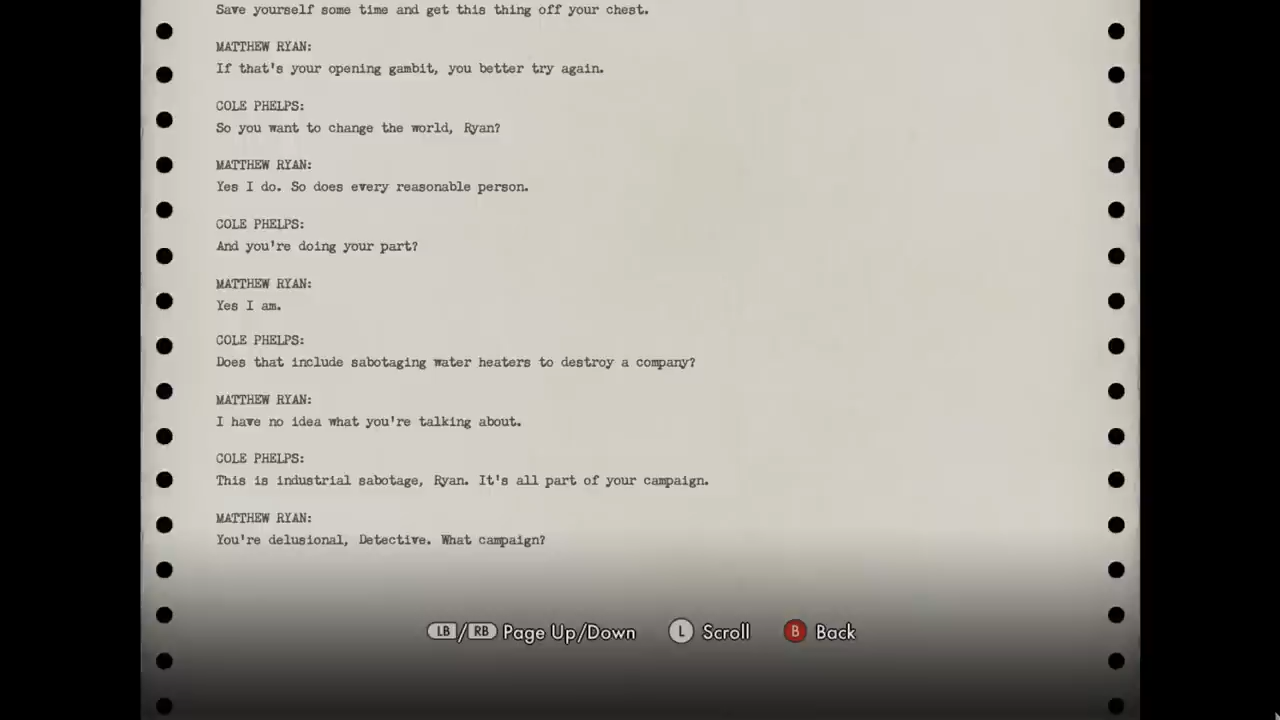 Save yourself some time and get this thing off your chest.
MATTHEW RYAN:
If that's your opening gambit, you better try again.
COLE PHELPS:
So you want to change the world, Ryan?
MATTHEW RYAN:
Yes I do. So does every reasonable person.
COLE PHELPS:
And you're doing your part?
MATTHEW RYAN:
Yes I am.
COLE PHELPS:
Does that include sabotaging water heaters to destroy a company?
MATTHEW RYAN:
I have no idea what you're talking about.
COLE PHELPS:
This is industrial sabotage, Ryan. It's all part of your campaign.
MATTHEW RYAN:
You're delusional, Detective. What campaign?
LB/RB Page Up/Down L Scroll B Back